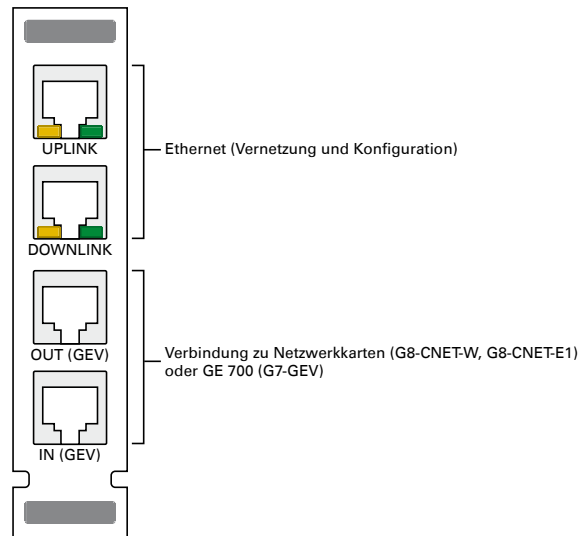 UPLINK
Ethernet (Vernetzung und Konfiguration)
DOWNLINK
OUT (GEV)
Verbindung zu Netzwerkkarten (G8-CNET-W, G8-CNET-E1)
oder GE 700 (G7-GEV)
IN (GEV)